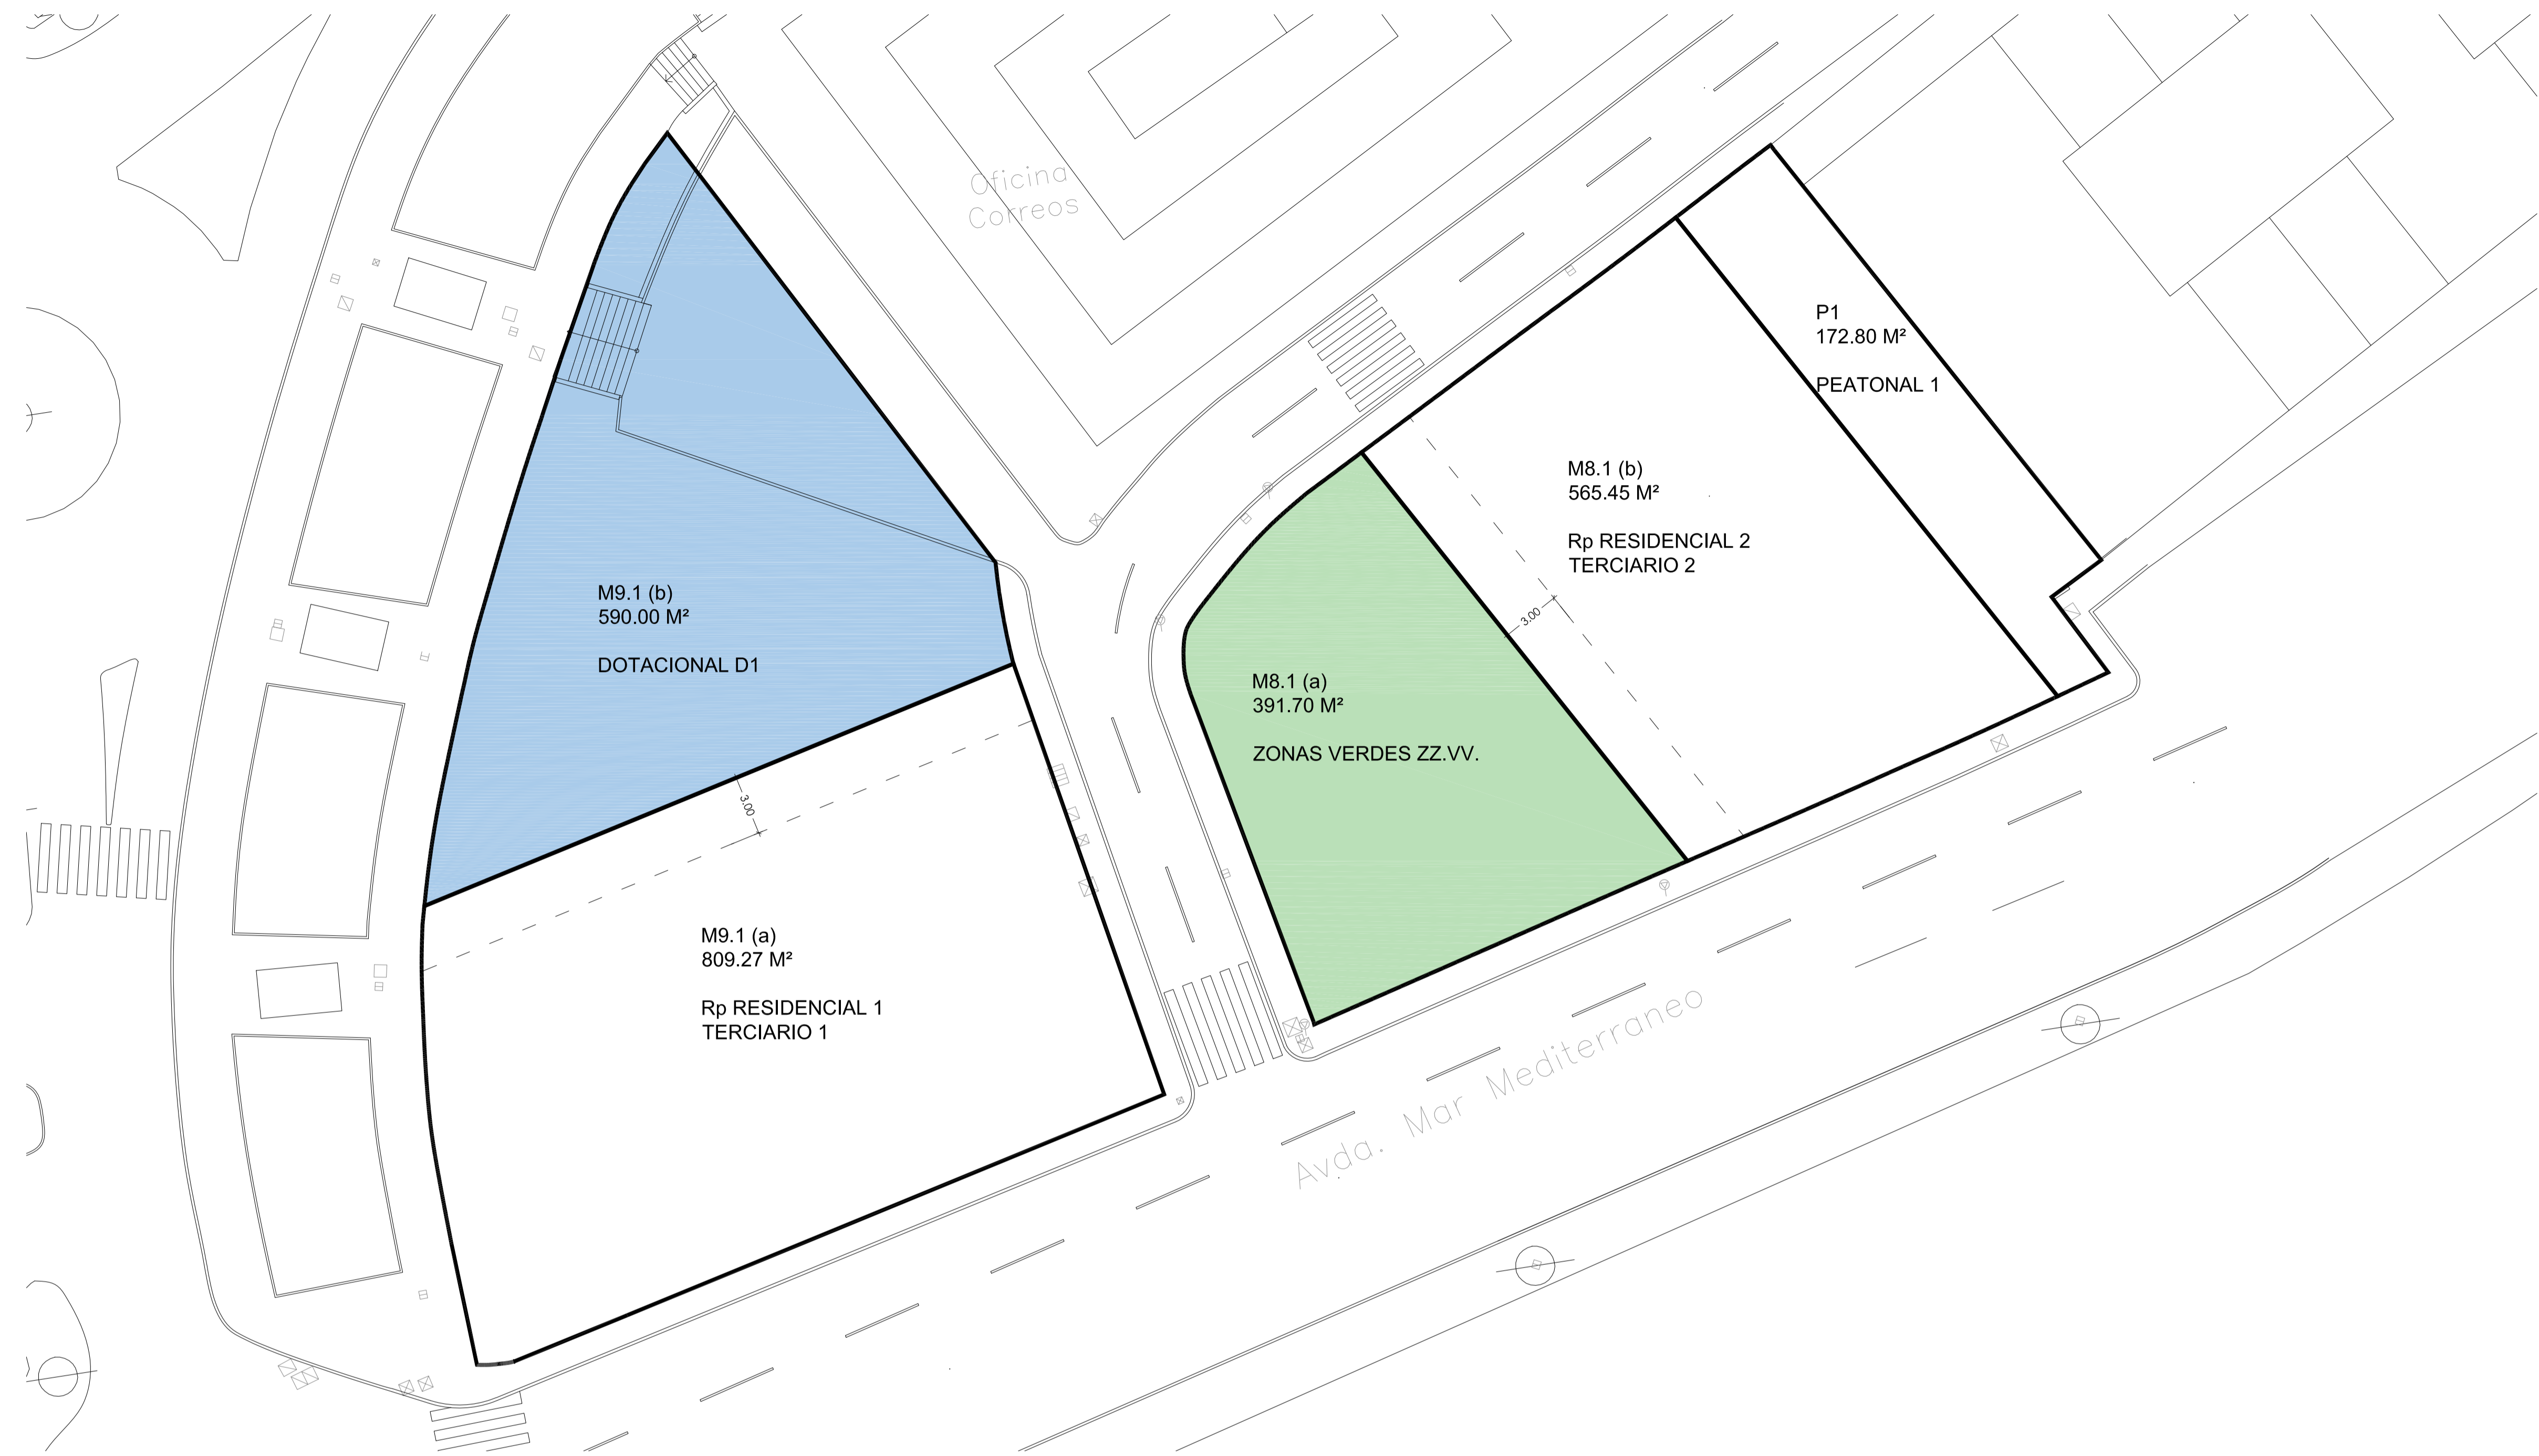 Oficina
Correos
P1
172.80 M²
PEATONAL 1
M8.1 (b)
565.45 M²
Rp RESIDENCIAL 2
TERCIARIO 2
3.00
M9.1 (b)
590.00 M²
DOTACIONAL D1
M8.1 (a)
391.70 M²
ZONAS VERDES ZZ.VV.
3.00
M9.1 (a)
809.27 M²
Rp RESIDENCIAL 1
TERCIARIO 1
Avda. Mar Mediterraneo